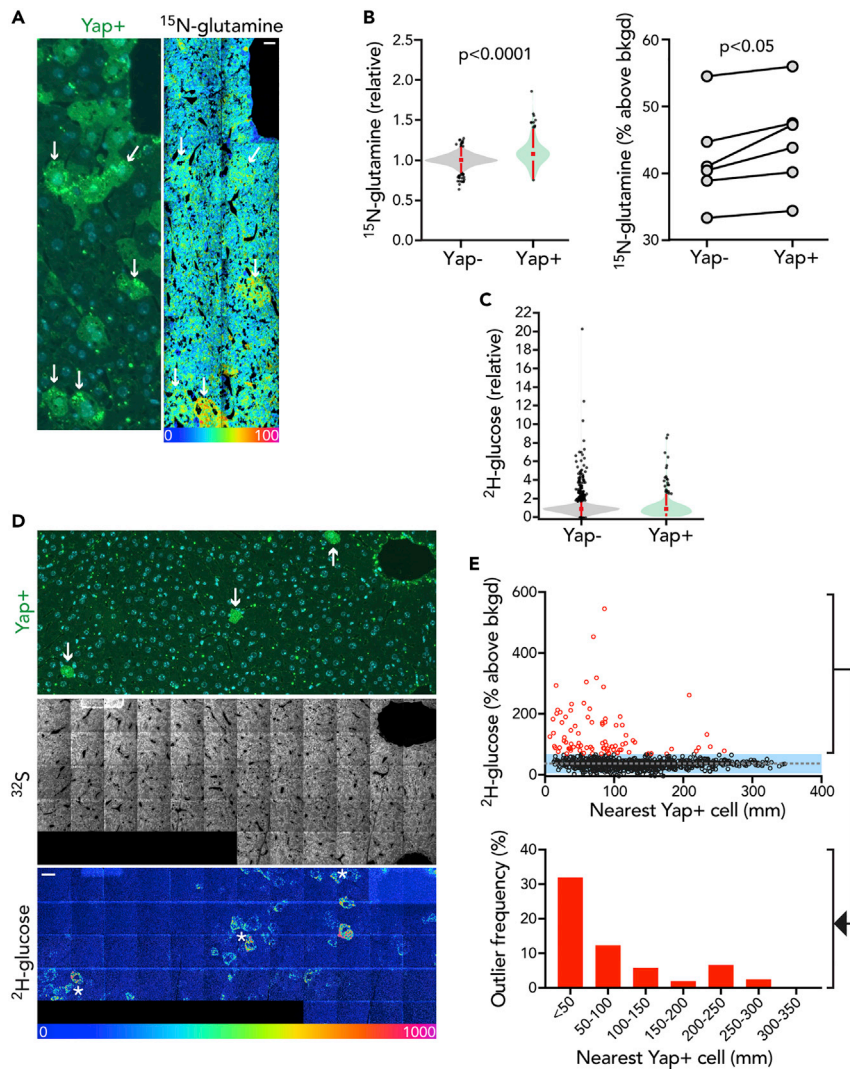 A
Yap+
¹⁵N-glutamine
0
100
B
¹⁵N-glutamine (relative)
2.5
2.0
1.5
1.0
0.5
0.0
p<0.0001
Yap-
Yap+
¹⁵N-glutamine (% above bkgd)
60
50
40
30
p<0.05
Yap-
Yap+
C
²H-glucose (relative)
22
20
18
16
14
12
10
8
6
4
2
0
Yap-
Yap+
D
Yap+
³²S
²H-glucose
*
*
*
0
1000
E
²H-glucose (% above bkgd)
600
400
200
0
0
100
200
300
400
Nearest Yap+ cell (mm)
Outlier frequency (%)
40
30
20
10
0
<50
50-100
100-150
150-200
200-250
250-300
300-350
Nearest Yap+ cell (mm)